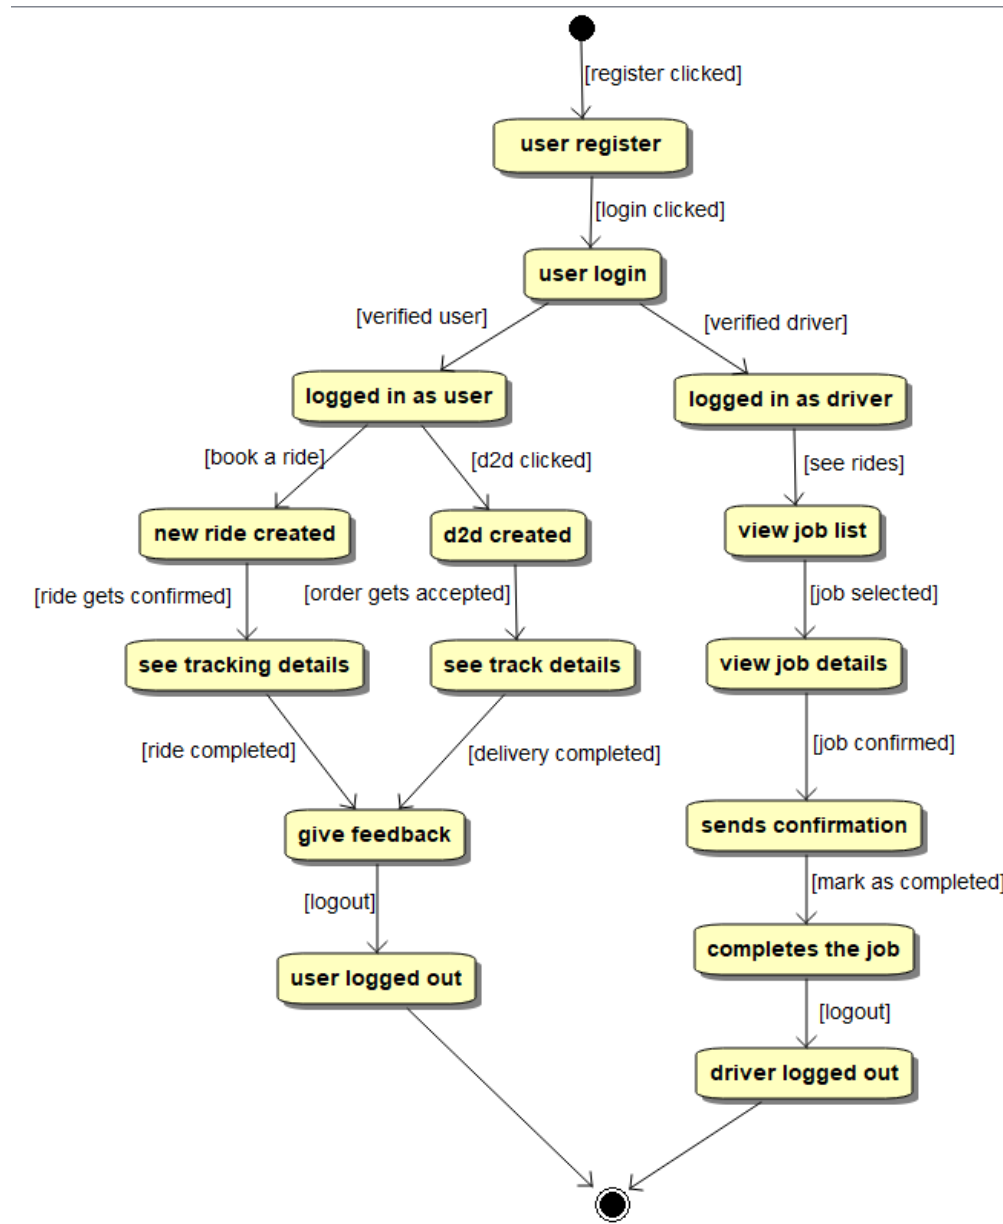 [register clicked]
user register
[login clicked]
user login
[verified user]
[verified driver]
logged in as user
logged in as driver
[book a ride]
[d2d clicked]
[see rides]
new ride created
d2d created
view job list
[ride gets confirmed]
[order gets accepted]
[job selected]
see tracking details
see track details
view job details
[ride completed]
[delivery completed]
[job confirmed]
give feedback
sends confirmation
[logout]
[mark as completed]
user logged out
completes the job
[logout]
driver logged out